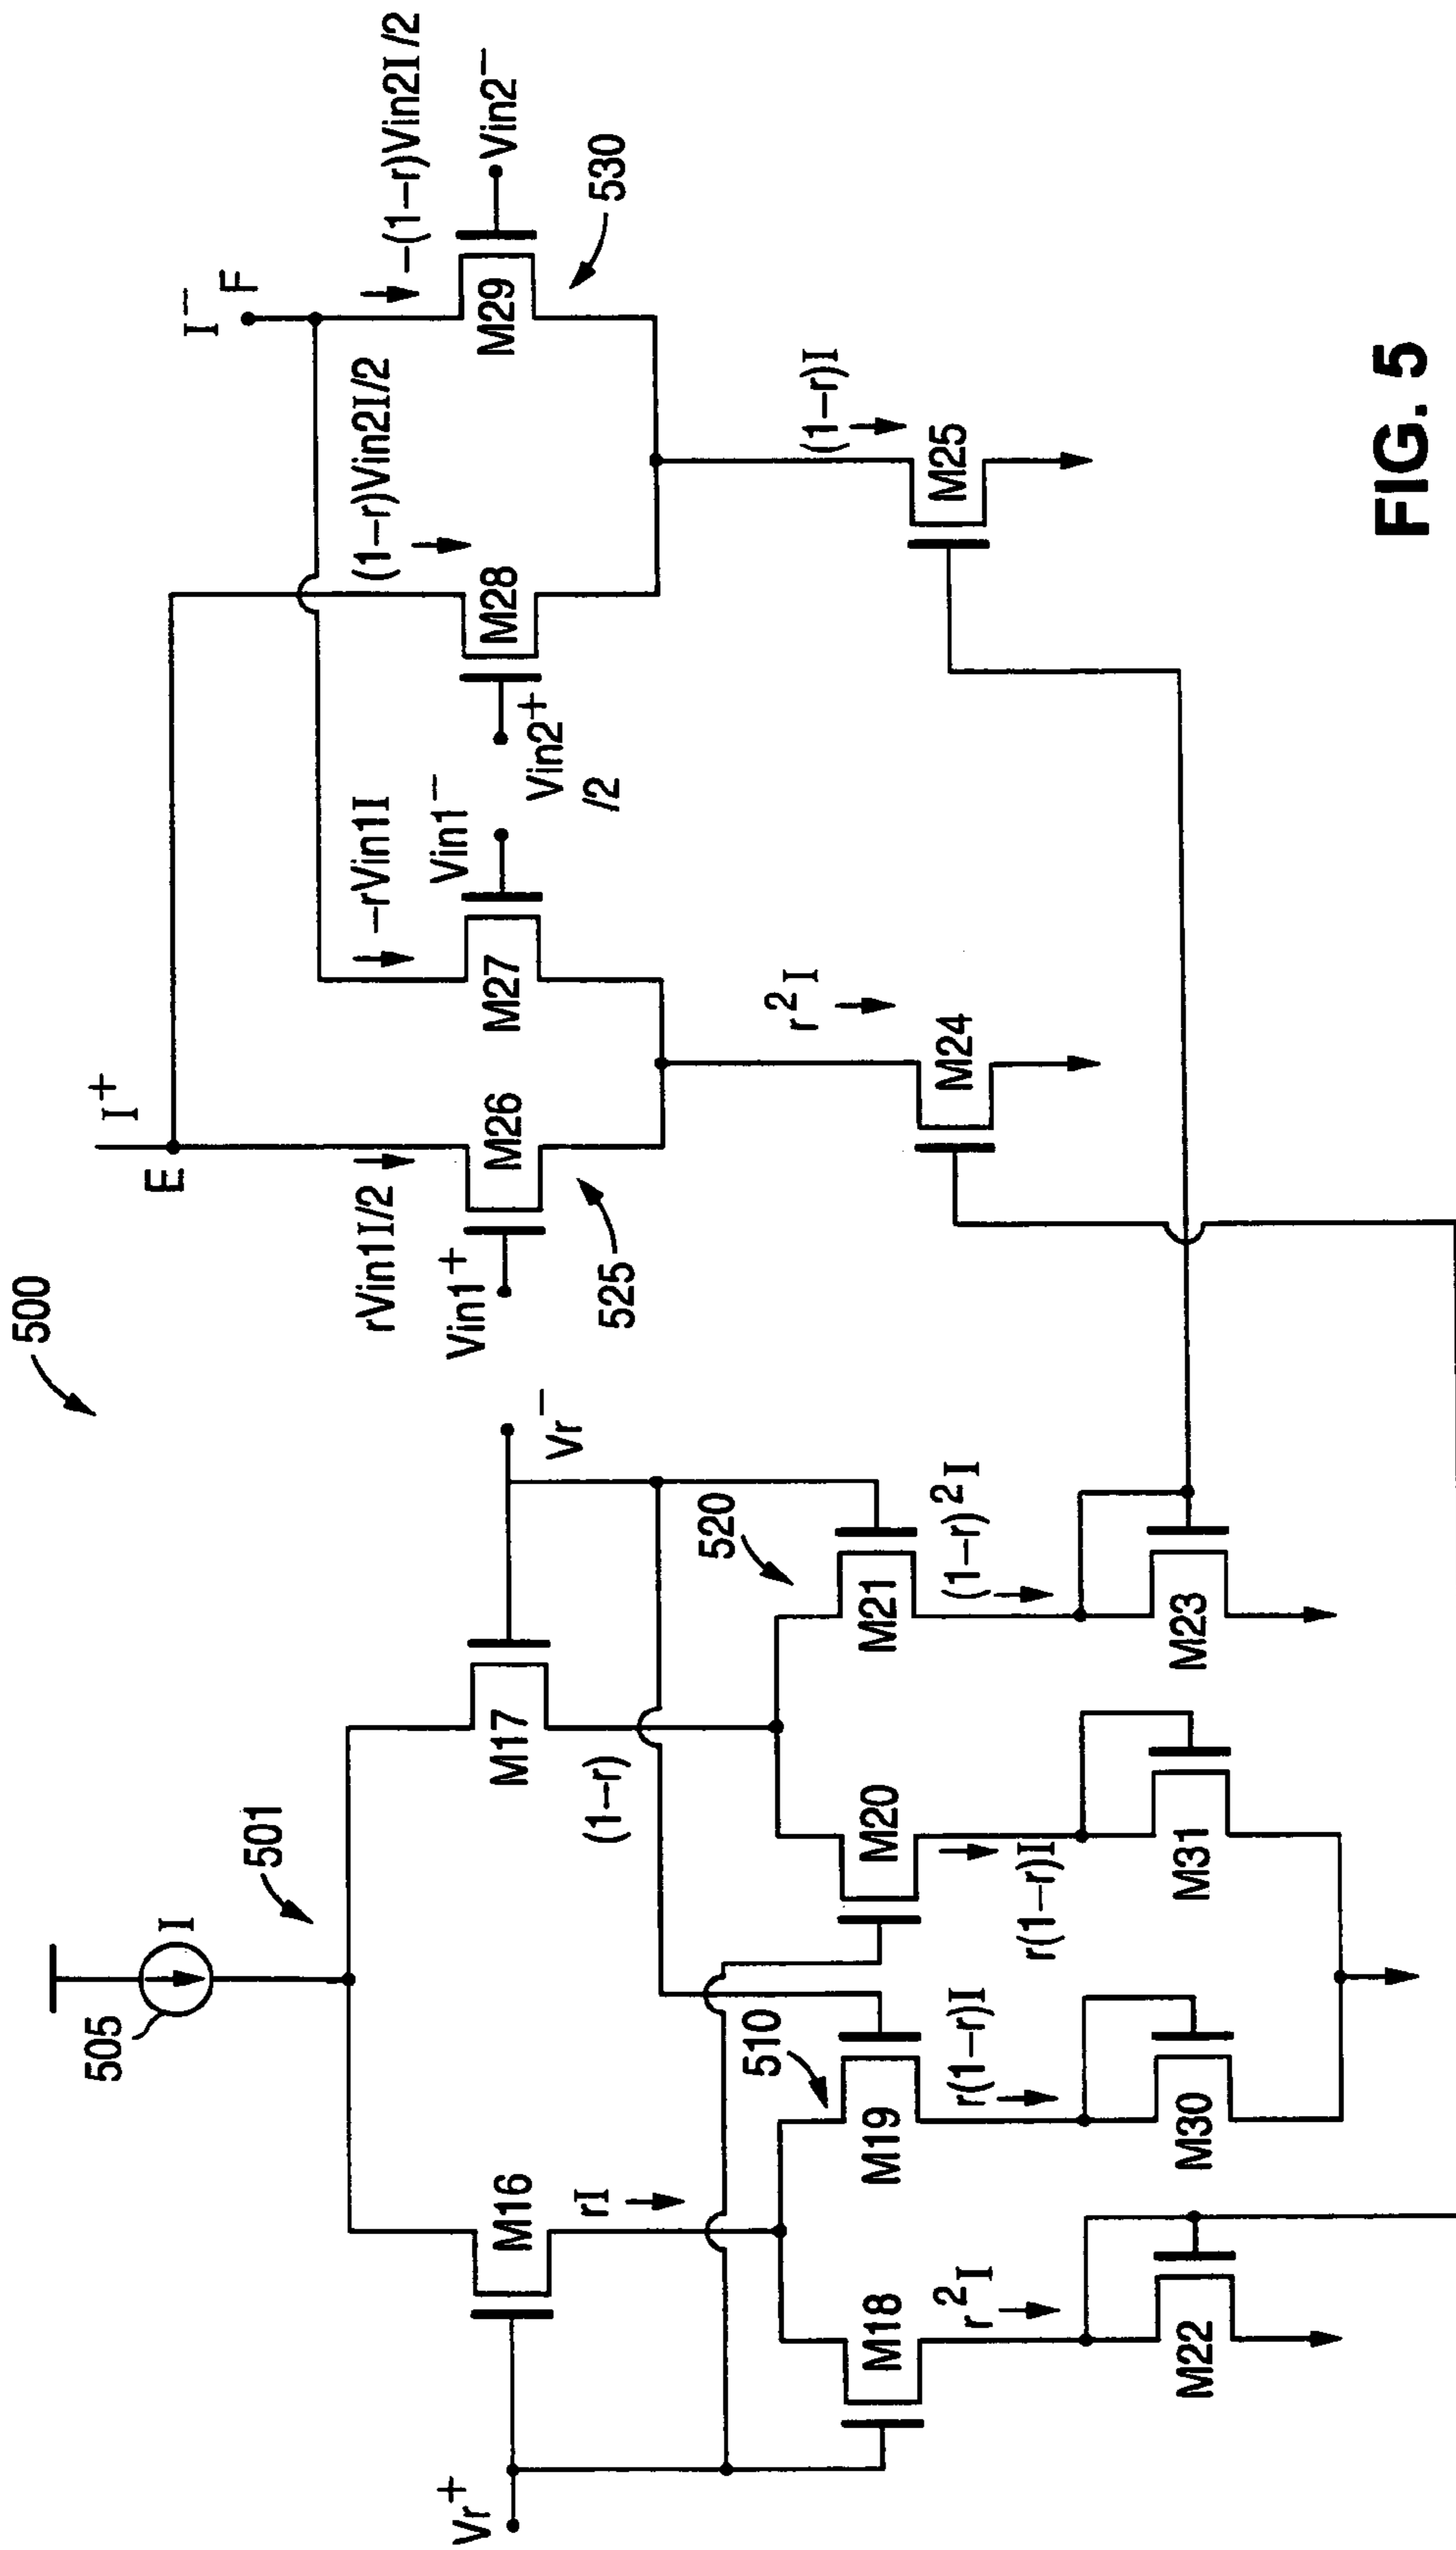 500
505
I
501
Vr+
M16
rI
M17
(1–r)
Vr–
510
520
M18
r²I
M19
r(1–r)I
M20
r(1–r)I
M21
(1–r)²I
M22
M30
M31
M23
I+
E
rVin1I/2
Vin1+
M26
525
M27
–rVin1I
Vin1–
Vin2+
/2
M28
(1–r)Vin2I/2
I–
F
–(1–r)Vin2I/2
M29
Vin2–
530
r²I
M24
(1–r)I
M25
FIG. 5